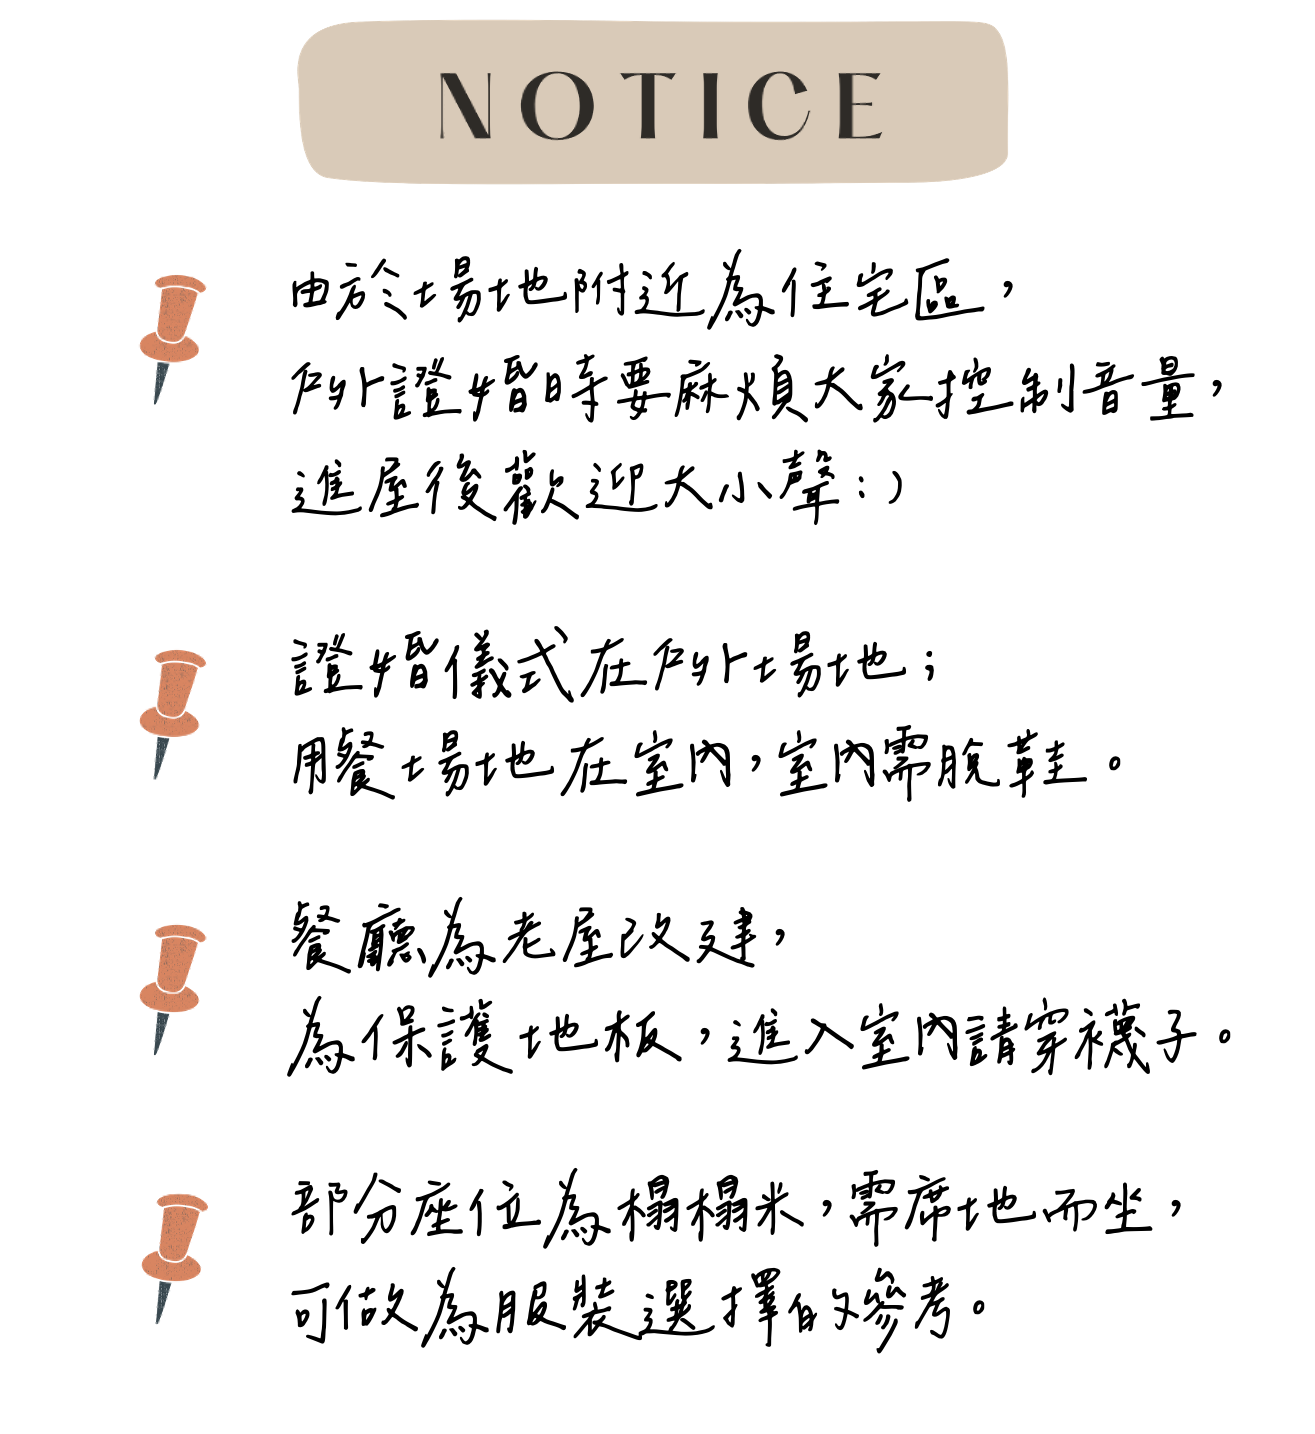 NOTICE
由於場地附近為住宅區，
戶外證婚時要麻煩大家控制音量，
進屋後歡迎大小聲：）
證婚儀式在戶外場地；
用餐場地在室內，室內需脫鞋。
餐廳為老屋改建，
為保護地板，進入室內請穿襪子。
部分座位為榻榻米，需席地而坐，
可做為服裝選擇的參考。